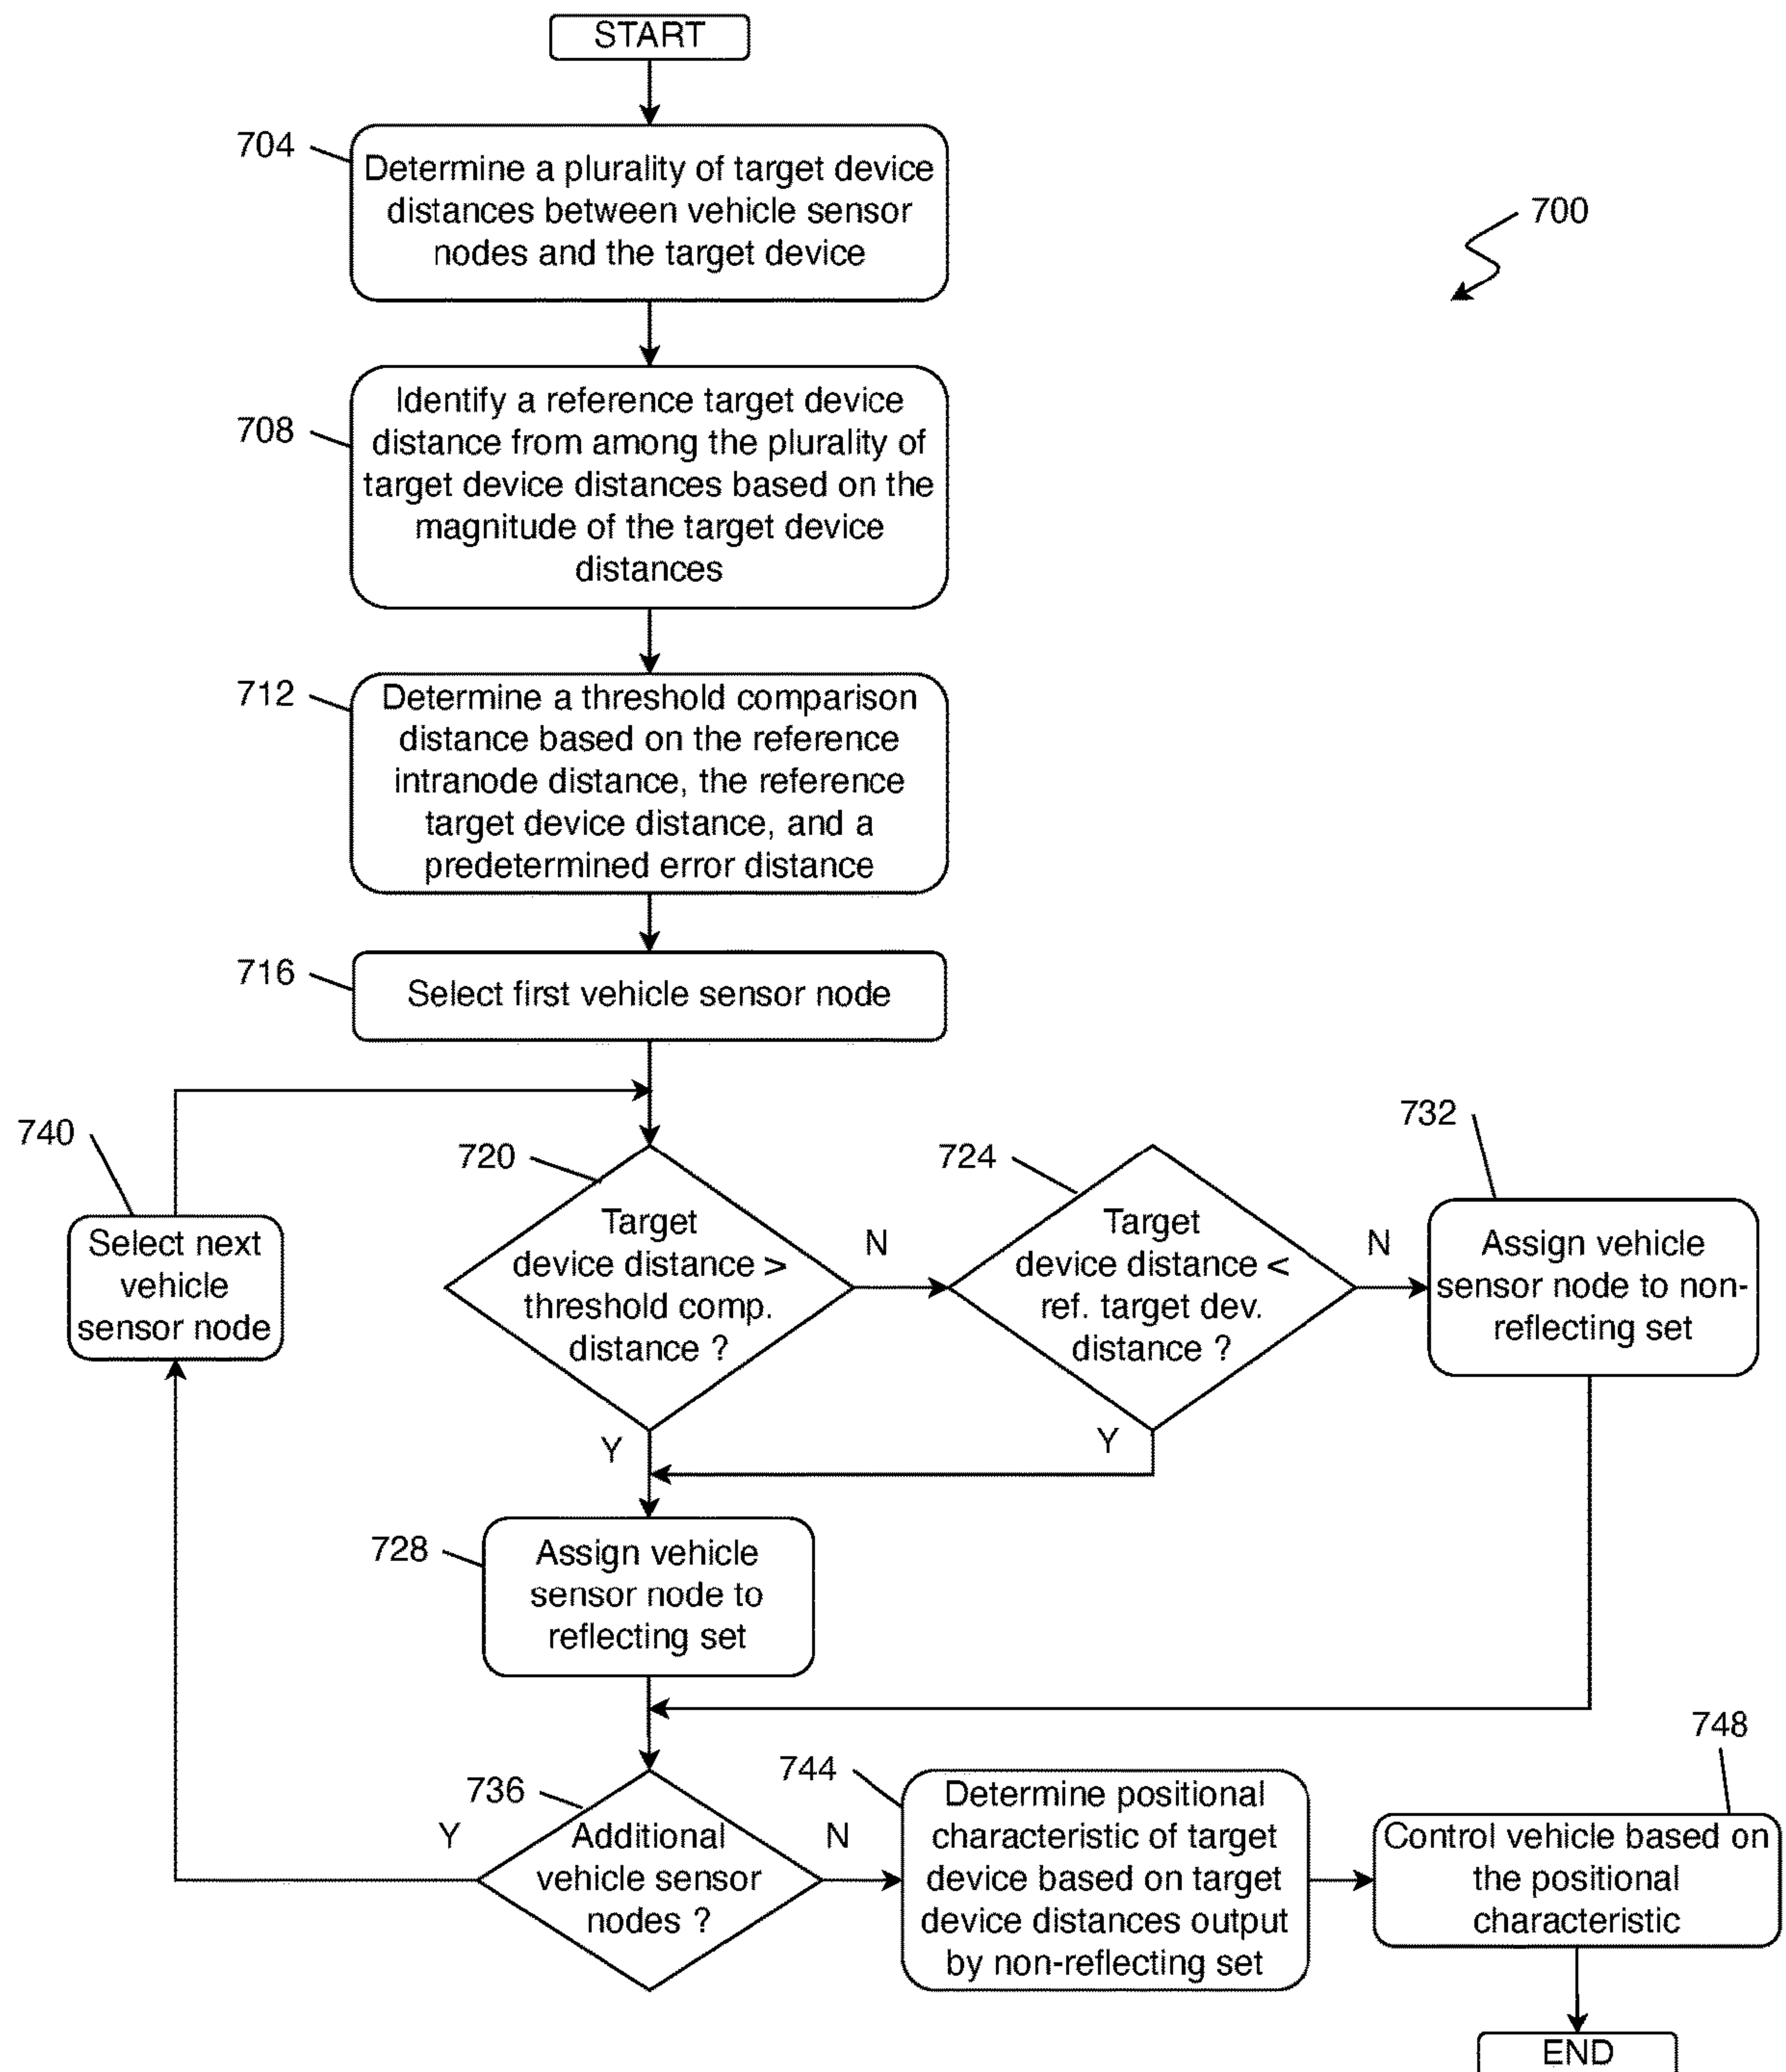 START
704
Determine a plurality of target device
distances between vehicle sensor
nodes and the target device
700
708
Identify a reference target device
distance from among the plurality of
target device distances based on the
magnitude of the target device
distances
712
Determine a threshold comparison
distance based on the reference
intranode distance, the reference
target device distance, and a
predetermined error distance
716
Select first vehicle sensor node
740
Select next
vehicle
sensor node
720
Target
device distance >
threshold comp.
distance ?
N
Y
724
Target
device distance <
ref. target dev.
distance ?
N
Y
732
Assign vehicle
sensor node to non-
reflecting set
728
Assign vehicle
sensor node to
reflecting set
736
Additional
vehicle sensor
nodes ?
Y
N
744
Determine positional
characteristic of target
device based on target
device distances output
by non-reflecting set
748
Control vehicle based on
the positional
characteristic
END